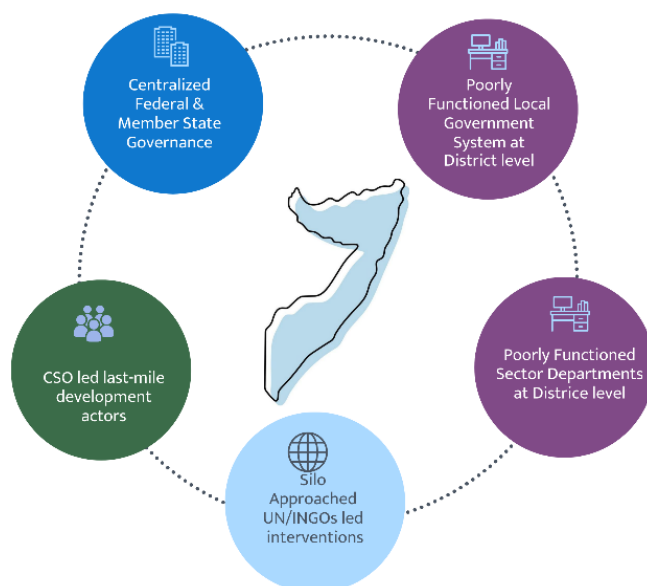 Centralized
Federal &
Member State
Governance
Poorly
Functioned Local
Government
System at
District level
CSO led last-mile
development
actors
Poorly Functioned
Sector Departments
at Districe level
Silo
Approached
UN/INGOs led
interventions